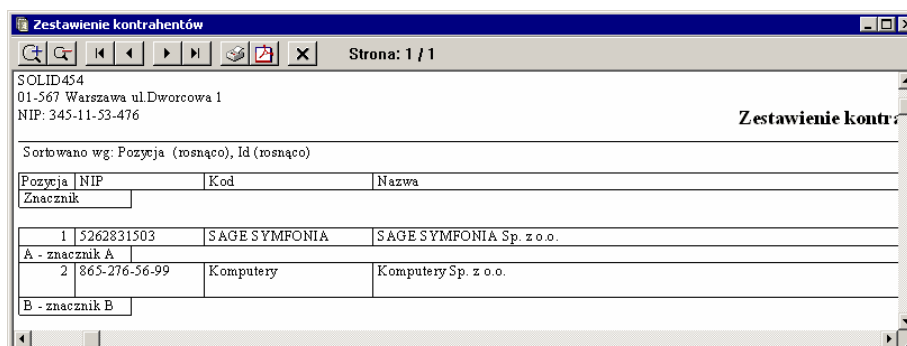 Zestawienie kontrahentów
Strona: 1 / 1
SOLID454
01-567 Warszawa ul.Dworcowa 1
NIP: 345-11-53-476
Zestawienie kontra
Sortowano wg: Pozycja (rosnąco), Id (rosnąco)
Pozycja NIP Kod Nazwa
Znacznik
1 5262831503 SAGE SYMFONIA SAGE SYMFONIA Sp. z o.o.
A - znacznik A
2 865-276-56-99 Komputery Komputery Sp. z o.o.
B - znacznik B